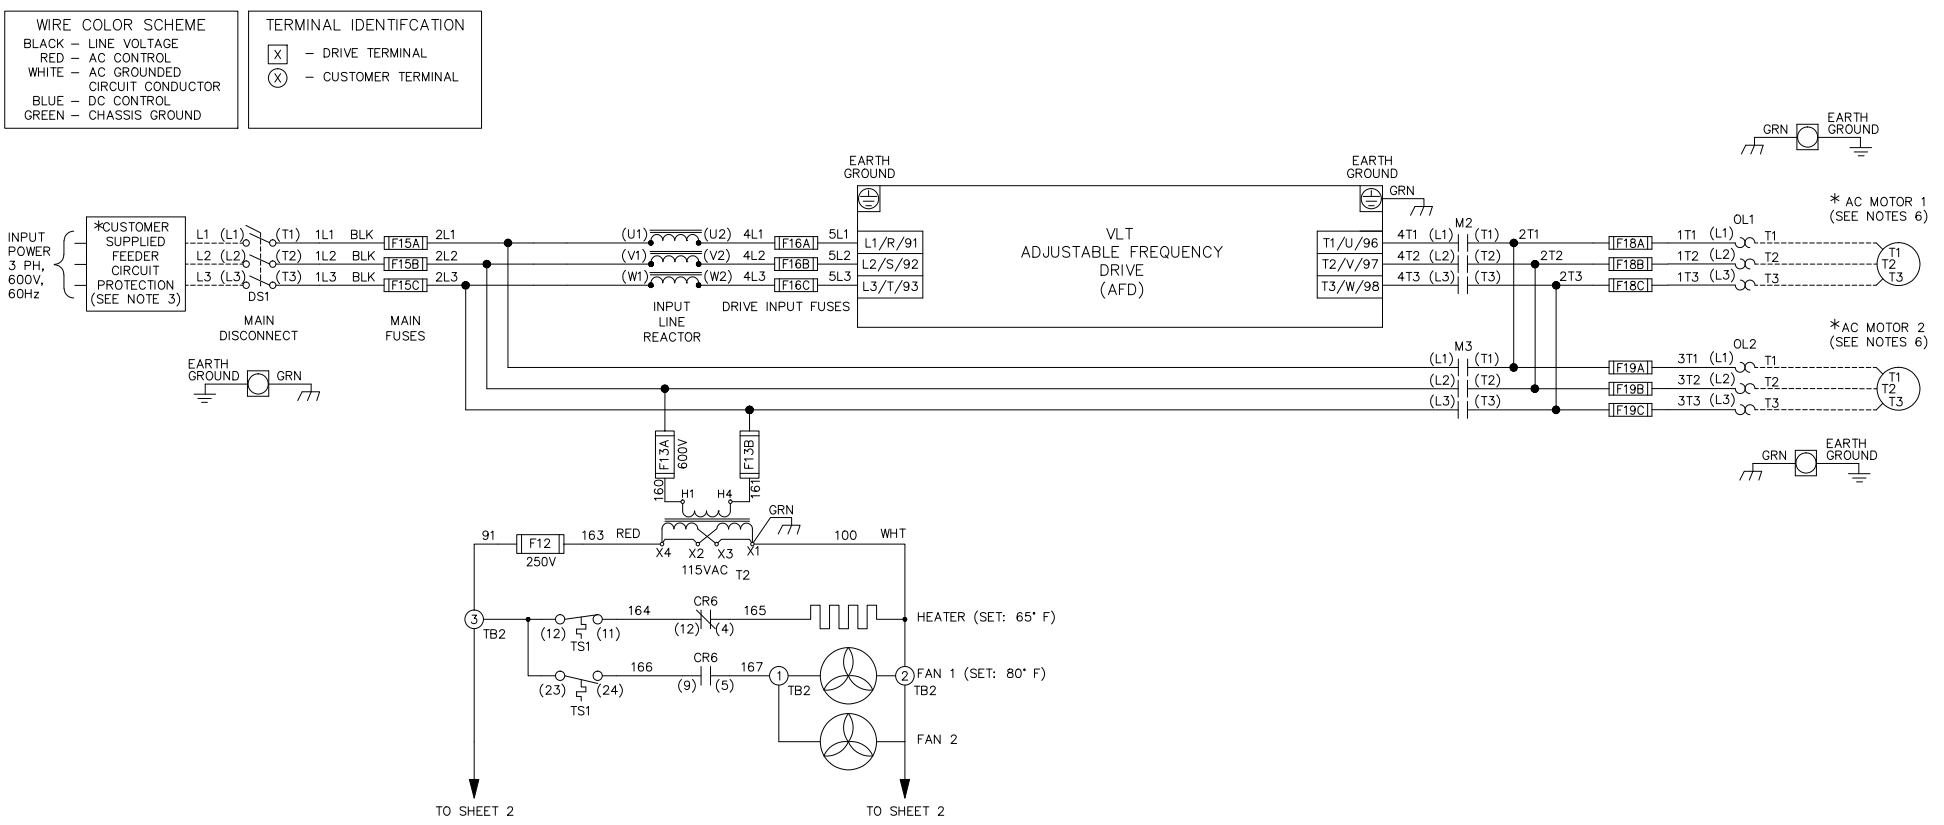 WIRE COLOR SCHEME
BLACK – LINE VOLTAGE
RED – AC CONTROL
WHITE – AC GROUNDED
CIRCUIT CONDUCTOR
BLUE – DC CONTROL
GREEN – CHASSIS GROUND
TERMINAL IDENTIFCATION
X – DRIVE TERMINAL
X – CUSTOMER TERMINAL
INPUT
POWER
3 PH,
600V,
60Hz
*CUSTOMER
SUPPLIED
FEEDER
CIRCUIT
PROTECTION
(SEE NOTE 3)
L1 (L1) (T1) 1L1 BLK F15A 2L1
L2 (L2) (T2) 1L2 BLK F15B 2L2
L3 (L3) (T3) 1L3 BLK F15C 2L3
DS1
MAIN
DISCONNECT
MAIN
FUSES
EARTH
GROUND
GRN
(U1) (U2) 4L1 F16A 5L1
(V1) (V2) 4L2 F16B 5L2
(W1) (W2) 4L3 F16C 5L3
INPUT
LINE
REACTOR
DRIVE INPUT FUSES
EARTH
GROUND
L1/R/91
L2/S/92
L3/T/93
VLT
ADJUSTABLE FREQUENCY
DRIVE
(AFD)
EARTH
GROUND
GRN
T1/U/96
T2/V/97
T3/W/98
M2
4T1 (L1) (T1) 2T1
4T2 (L2) (T2) 2T2
4T3 (L3) (T3) 2T3
F18A
F18B
F18C
OL1
1T1 (L1) T1
1T2 (L2) T2
1T3 (L3) T3
GRN
EARTH
GROUND
* AC MOTOR 1
(SEE NOTES 6)
T1
T2
T3
M3
(L1) (T1)
(L2) (T2)
(L3) (T3)
F19A
F19B
F19C
OL2
3T1 (L1) T1
3T2 (L2) T2
3T3 (L3) T3
*AC MOTOR 2
(SEE NOTES 6)
T1
T2
T3
GRN
EARTH
GROUND
F13A
600V
F13B
160
161
H1 H4
GRN
91 F12 163 RED
250V
X4 X2 X3 X1
115VAC T2
100 WHT
3
TB2
(12) (11)
TS1
164
CR6
(12) (4)
165
HEATER (SET: 65° F)
(23) (24)
TS1
166
CR6
(9) (5)
167
1
TB2
2
TB2
FAN 1 (SET: 80° F)
FAN 2
TO SHEET 2
TO SHEET 2